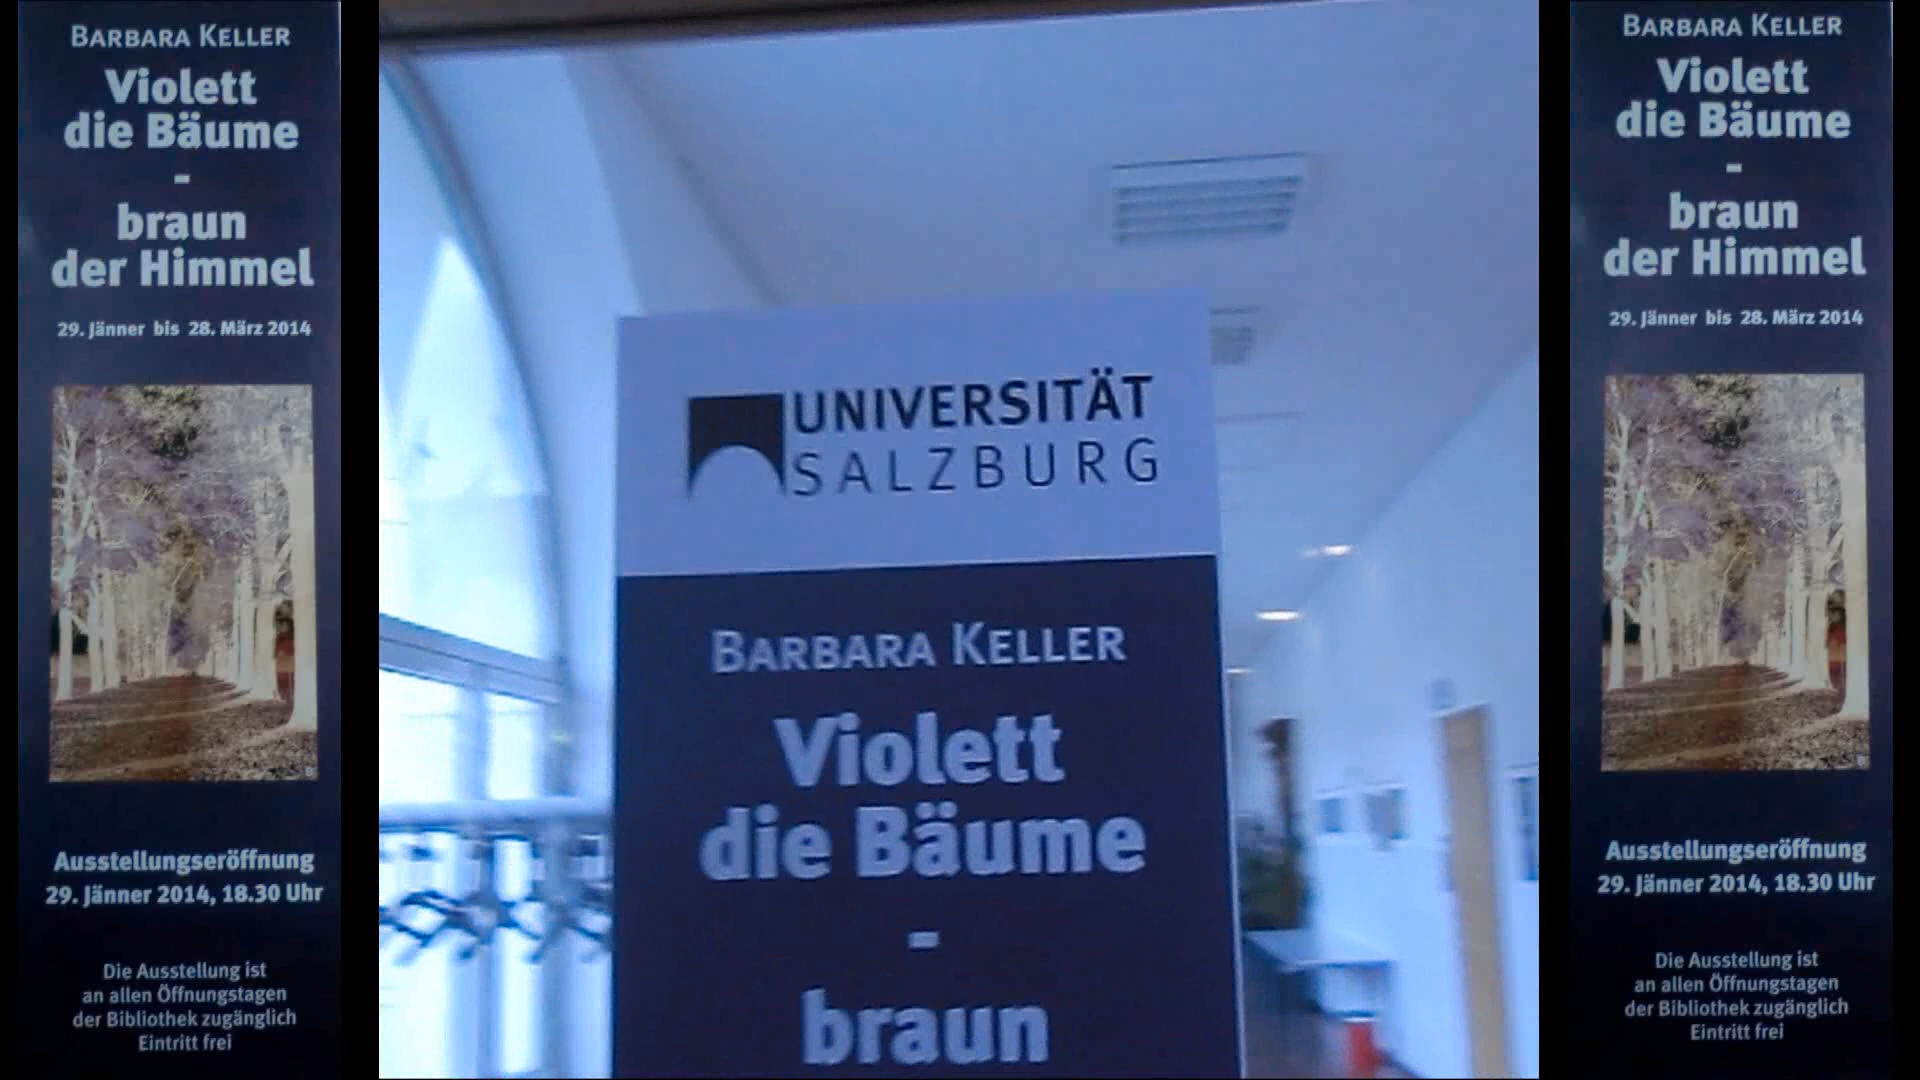 BARBARA KELLER
Violett
die Bäume
-
braun
der Himmel
29. Jänner bis 28. März 2014
Ausstellungseröffnung
29. Jänner 2014, 18.30 Uhr
Die Ausstellung ist
an allen Öffnungstagen
der Bibliothek zugänglich
Eintritt frei
UNIVERSITÄT
SALZBURG
BARBARA KELLER
Violett
die Bäume
-
braun
BARBARA KELLER
Violett
die Bäume
-
braun
der Himmel
29. Jänner bis 28. März 2014
Ausstellungseröffnung
29. Jänner 2014, 18.30 Uhr
Die Ausstellung ist
an allen Öffnungstagen
der Bibliothek zugänglich
Eintritt frei